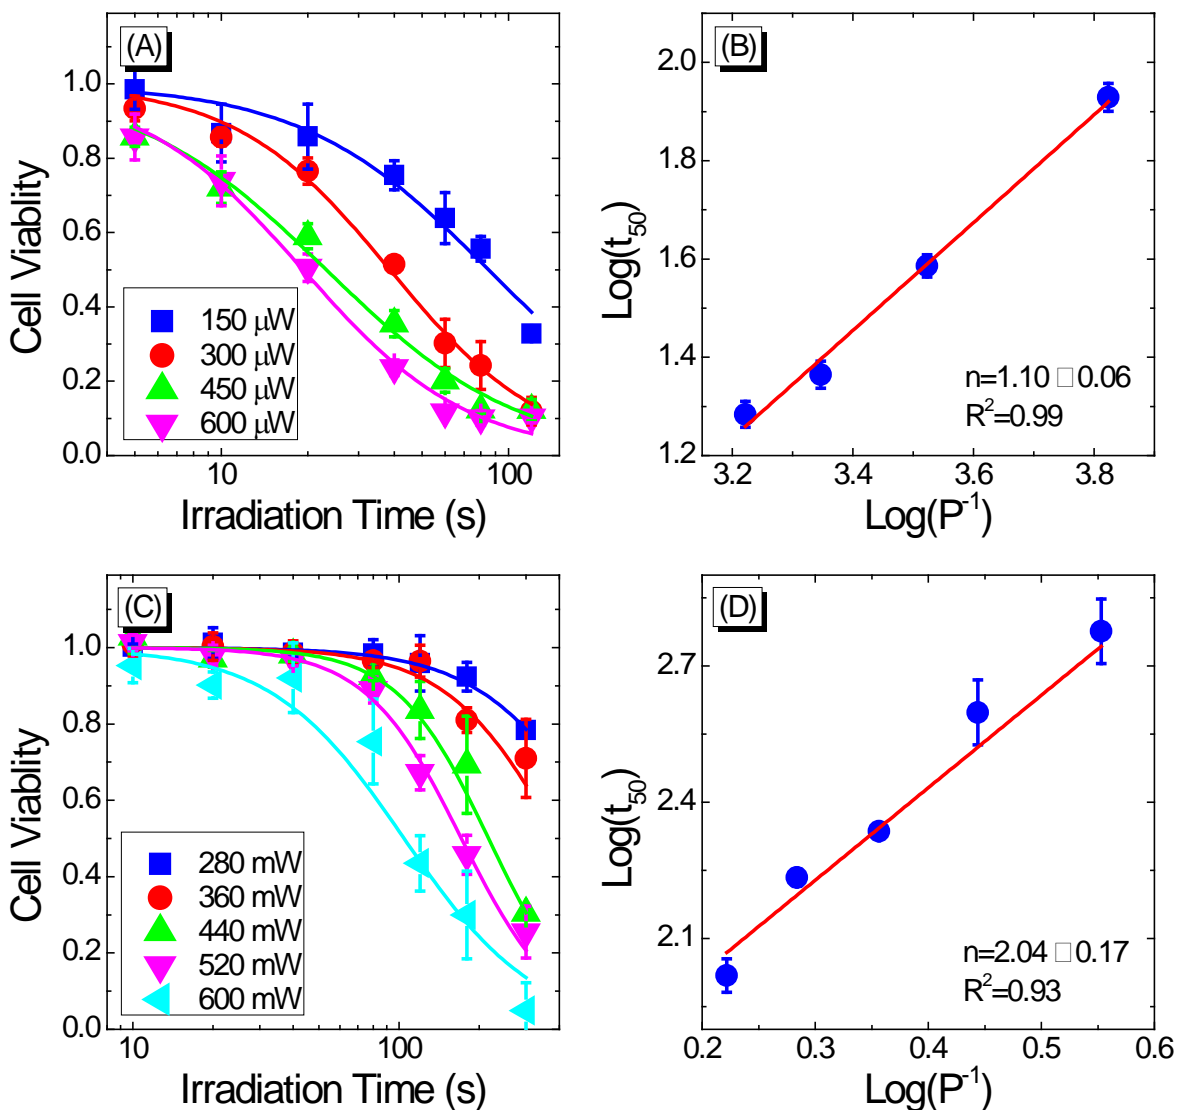 (A)
Cell Viablity
1.0
0.8
0.6
0.4
0.2
0.0
150 μW
300 μW
450 μW
600 μW
10
100
Irradiation Time (s)
(B)
Log(t50)
2.0
1.8
1.6
1.4
1.2
n=1.10 □ 0.06
R²=0.99
3.2
3.4
3.6
3.8
Log(P⁻¹)
(C)
Cell Viablity
1.0
0.8
0.6
0.4
0.2
0.0
280 mW
360 mW
440 mW
520 mW
600 mW
10
100
Irradiation Time (s)
(D)
Log(t50)
2.7
2.4
2.1
n=2.04 □ 0.17
R²=0.93
0.2
0.3
0.4
0.5
0.6
Log(P⁻¹)